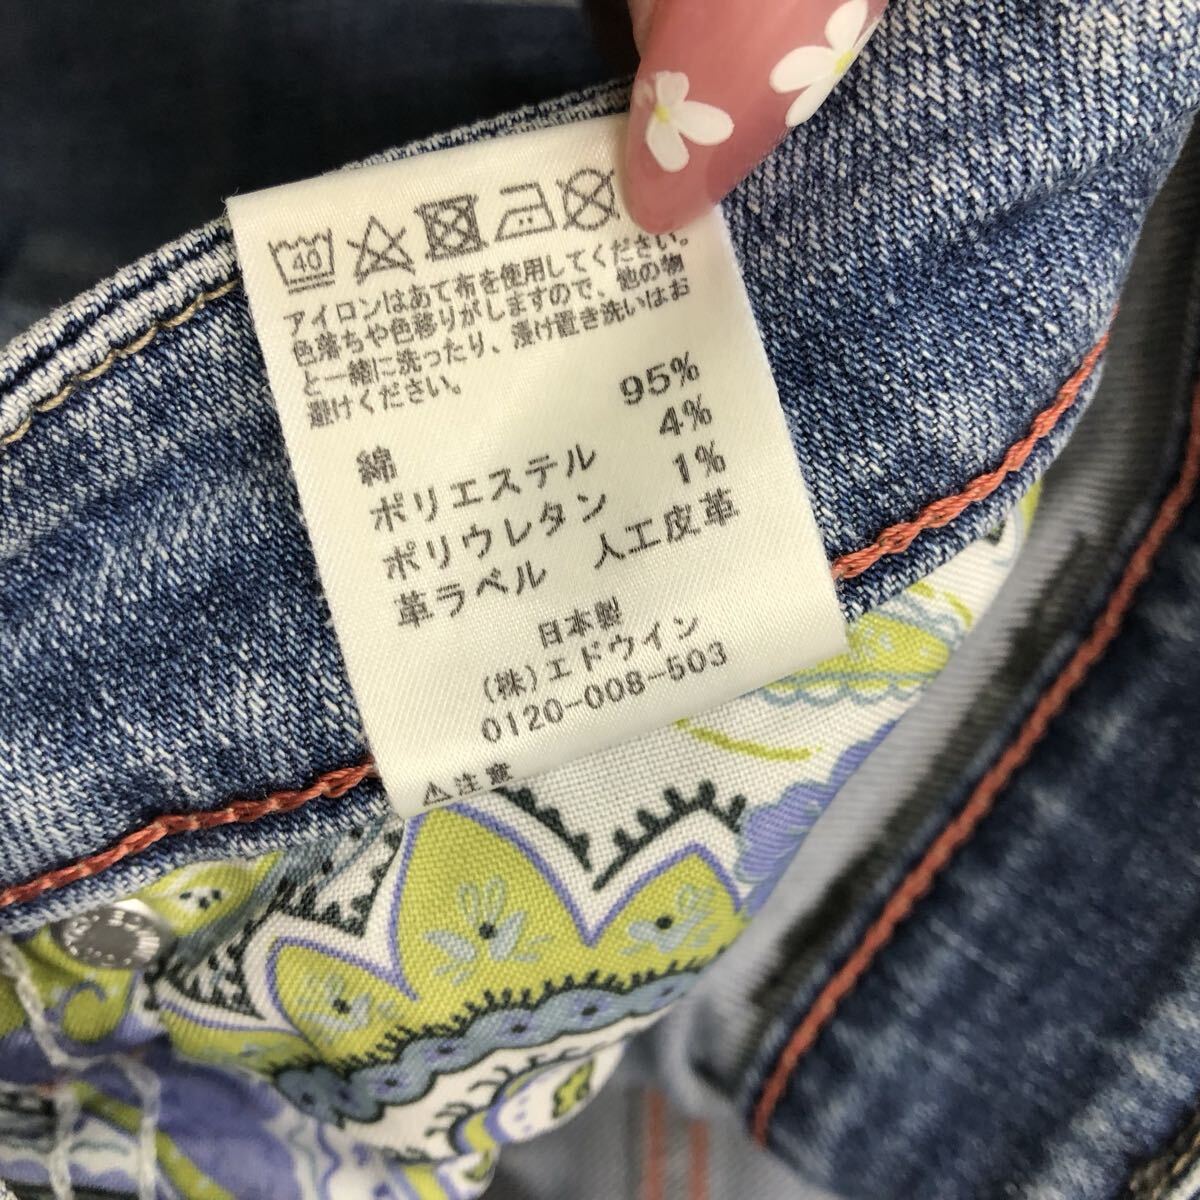 40
アイロンはあて布を使用してください。
色落ちや色移りがしますので、他の物
と一緒に洗ったり、浸け置き洗いはお
避けください。
綿 95%
ポリエステル 4%
ポリウレタン 1%
革ラベル 人工皮革
日本製
(株)エドウイン
0120-008-503
⚠注意